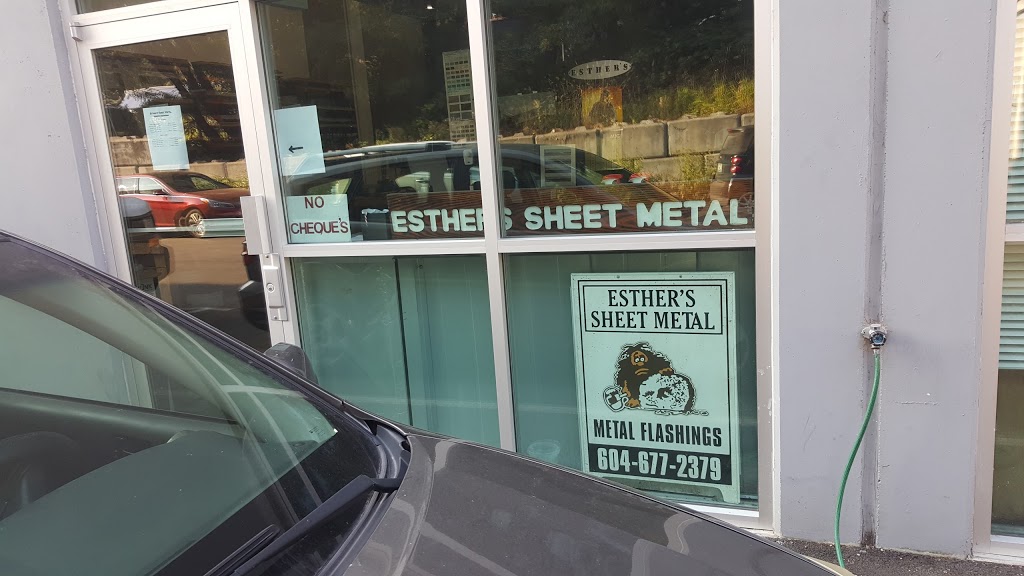 ESTHER'S
NO
CHEQUE'S
ESTHER'S SHEET METAL
ESTHER'S
SHEET METAL
METAL FLASHINGS
604-677-2379